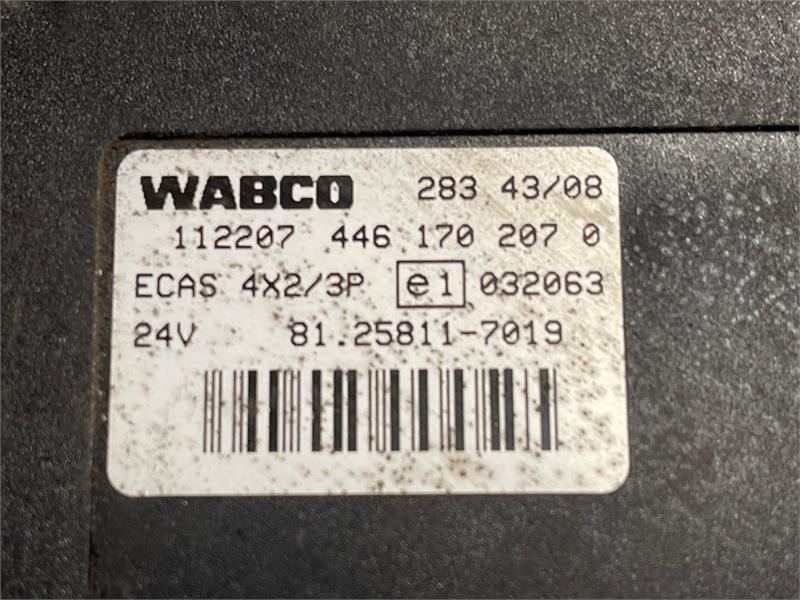 WABCO 283 43/08
112207 446 170 207 0
ECAS 4X2/3P e1 032063
24V 81.25811-7019